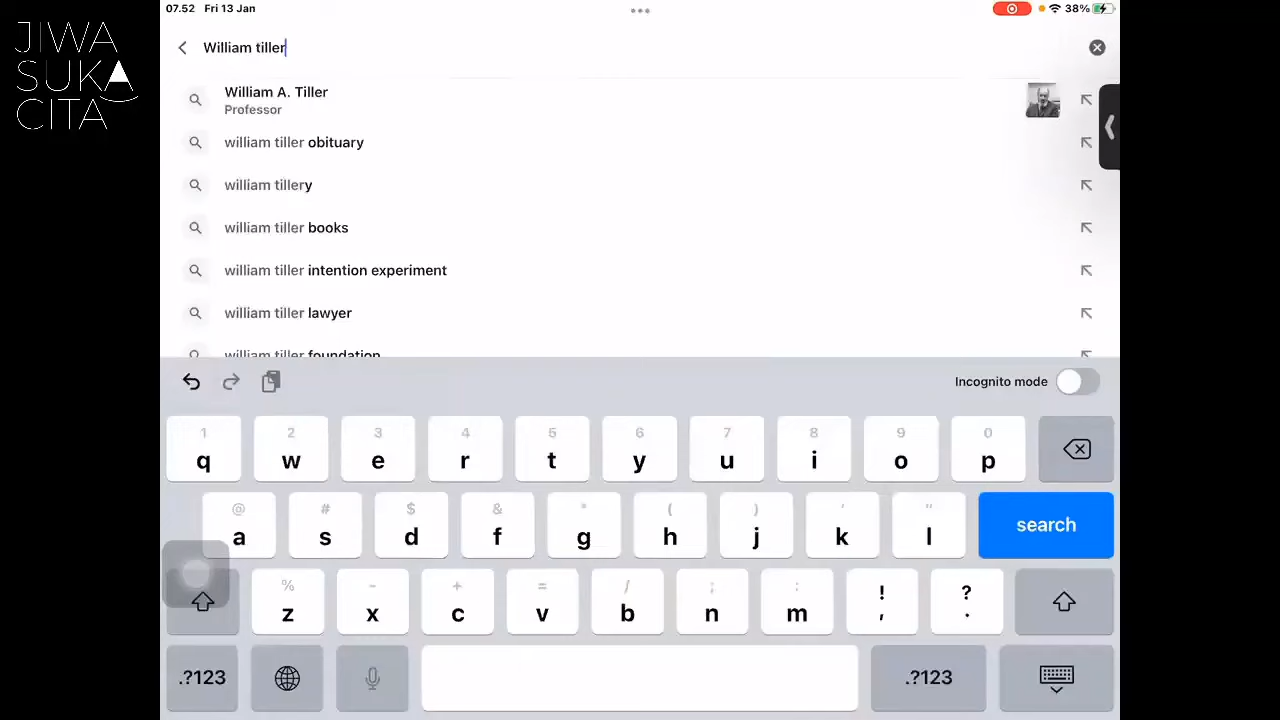 JIWA
SUKA
CITA
07.52 Fri 13 Jan
38%
William tiller
William A. Tiller
Professor
william tiller obituary
william tillery
william tiller books
william tiller intention experiment
william tiller lawyer
william tiller foundation
Incognito mode
1 2 3 4 5 6 7 8 9 0
q w e r t y u i o p
@ # $ & * ( ) ' "
a s d f g h j k l
search
% - + = / ; : ! ?
z x c v b n m , .
.?123 .?123